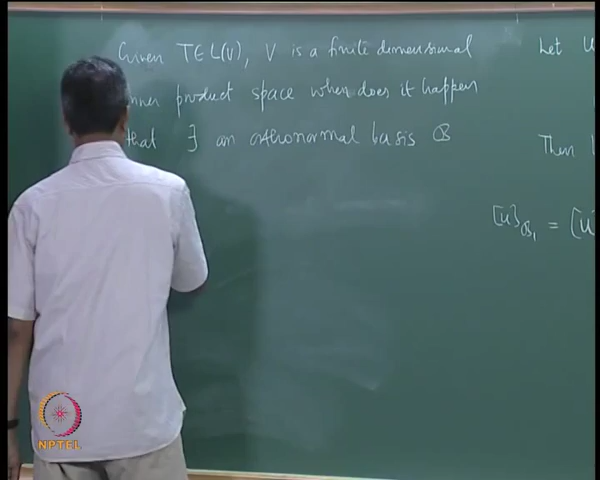 Given T∈L(V), V is a finite dimensional
inner product space when does it happen
that ∃ an orthonormal basis ℬ
Let U
Then
[U]ℬ₁ = [U]
NPTEL